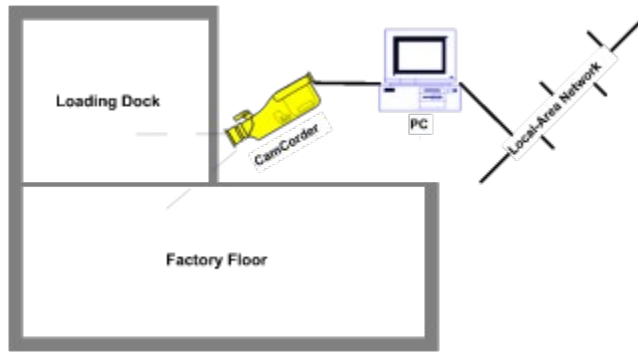 Loading Dock
CamCorder
PC
Local-Area Network
Factory Floor